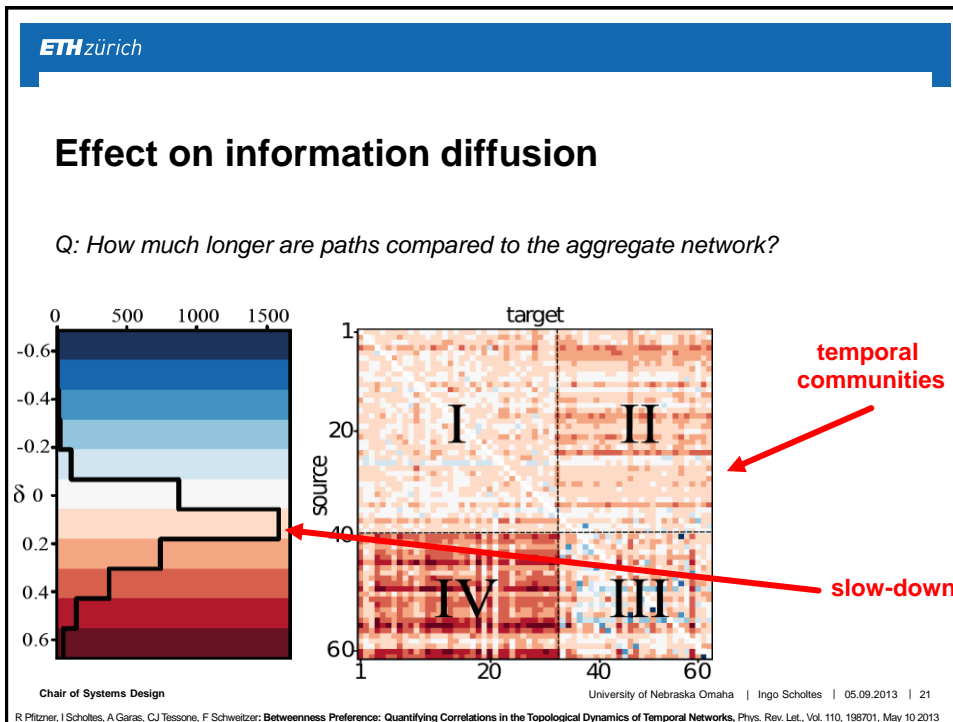 ETH zürich
Effect on information diffusion
Q: How much longer are paths compared to the aggregate network?
0 500 1000 1500
-0.6
-0.4
-0.2
δ 0
0.2
0.4
0.6
target
1
20
source
40
60
I
II
IV
III
1 20 40 60
temporal
communities
slow-down
Chair of Systems Design
University of Nebraska Omaha | Ingo Scholtes | 05.09.2013 | 21
R Pfitzner, I Scholtes, A Garas, CJ Tessone, F Schweitzer: Betweenness Preference: Quantifying Correlations in the Topological Dynamics of Temporal Networks, Phys. Rev. Let., Vol. 110, 198701, May 10 2013